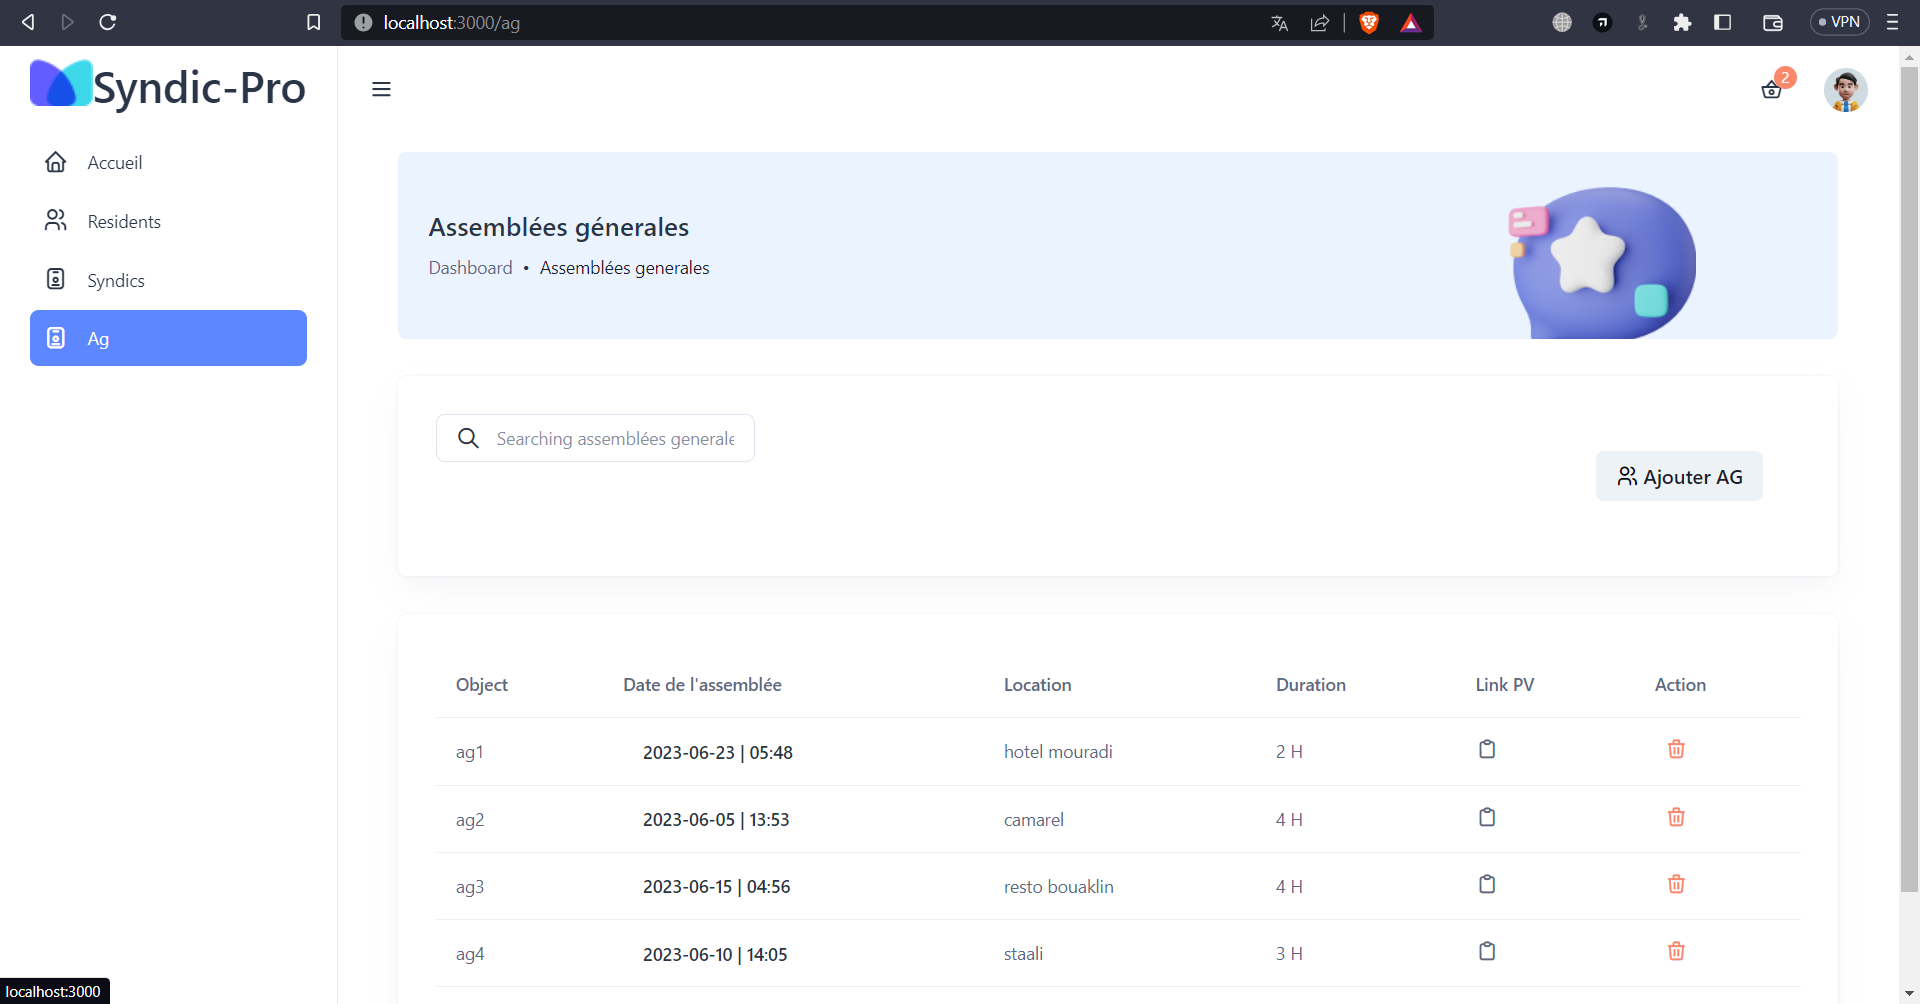 localhost:3000/ag
VPN
Syndic-Pro
2
Accueil
Residents
Syndics
Ag
Assemblées génerales
Dashboard • Assemblées generales
Searching assemblées generale
Ajouter AG
Object Date de l'assemblée Location Duration Link PV Action
ag1 2023-06-23 | 05:48 hotel mouradi 2 H
ag2 2023-06-05 | 13:53 camarel 4 H
ag3 2023-06-15 | 04:56 resto bouaklin 4 H
ag4 2023-06-10 | 14:05 staali 3 H
localhost:3000